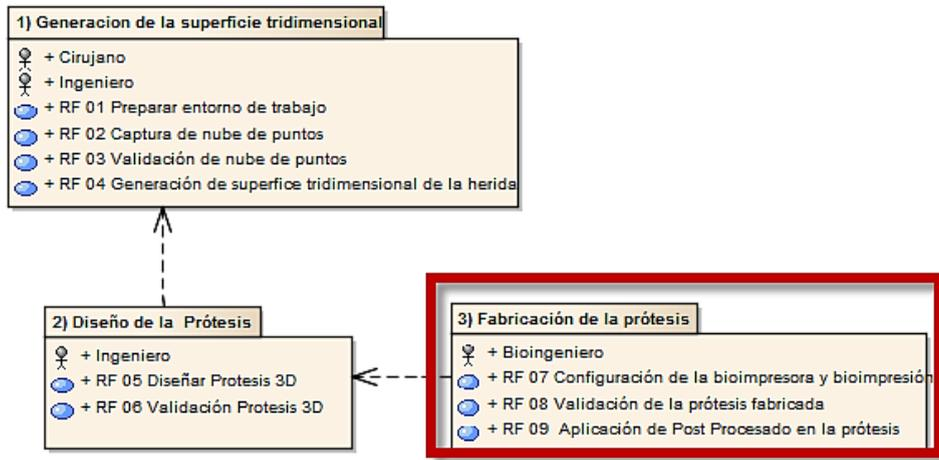 1) Generacion de la superficie tridimensional
+ Cirujano
+ Ingeniero
+ RF 01 Preparar entorno de trabajo
+ RF 02 Captura de nube de puntos
+ RF 03 Validación de nube de puntos
+ RF 04 Generación de superfice tridimensional de la herida
2) Diseño de la Prótesis
+ Ingeniero
+ RF 05 Diseñar Protesis 3D
+ RF 06 Validación Protesis 3D
3) Fabricación de la prótesis
+ Bioingeniero
+ RF 07 Configuración de la bioimpresora y bioimpresión
+ RF 08 Validación de la prótesis fabricada
+ RF 09 Aplicación de Post Procesado en la prótesis